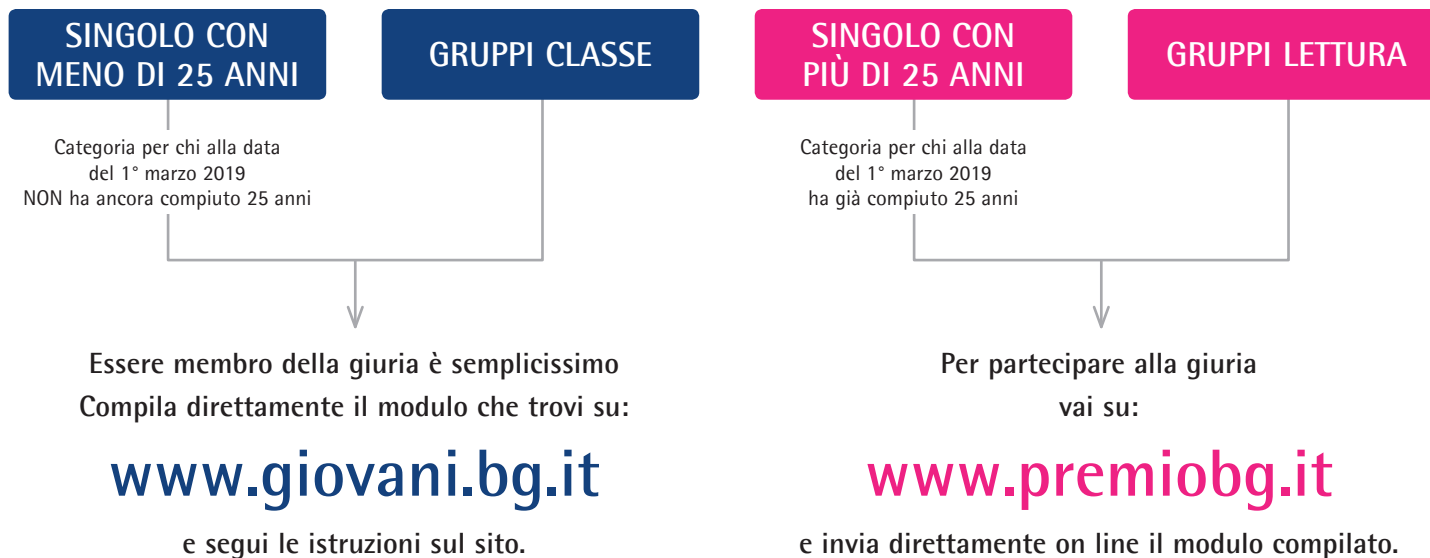 SINGOLO CON
MENO DI 25 ANNI
GRUPPI CLASSE
Categoria per chi alla data
del 1° marzo 2019
NON ha ancora compiuto 25 anni
Essere membro della giuria è semplicissimo
Compila direttamente il modulo che trovi su:
www.giovani.bg.it
e segui le istruzioni sul sito.
SINGOLO CON
PIÙ DI 25 ANNI
GRUPPI LETTURA
Categoria per chi alla data
del 1° marzo 2019
ha già compiuto 25 anni
Per partecipare alla giuria
vai su:
www.premiobg.it
e invia direttamente on line il modulo compilato.